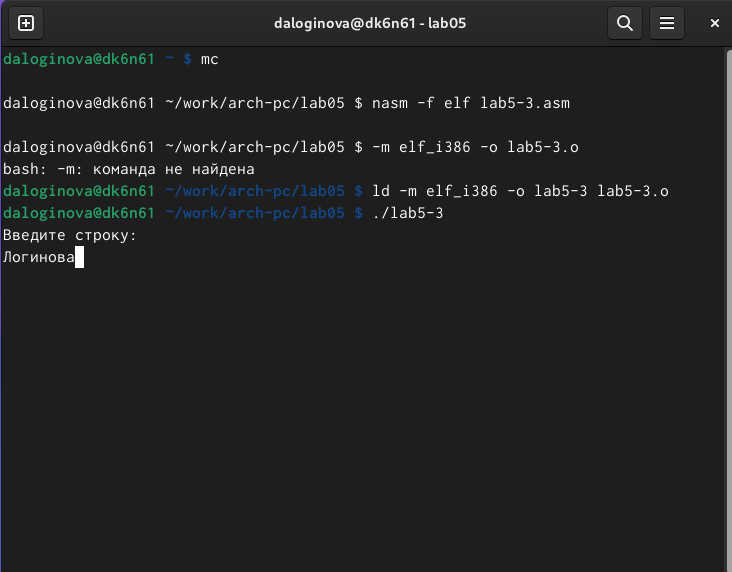 daloginova@dk6n61 - lab05
daloginova@dk6n61 ~ $ mc
daloginova@dk6n61 ~/work/arch-pc/lab05 $ nasm -f elf lab5-3.asm
daloginova@dk6n61 ~/work/arch-pc/lab05 $ -m elf_i386 -o lab5-3.o
bash: -m: команда не найдена
daloginova@dk6n61 ~/work/arch-pc/lab05 $ ld -m elf_i386 -o lab5-3 lab5-3.o
daloginova@dk6n61 ~/work/arch-pc/lab05 $ ./lab5-3
Введите строку:
Логинова